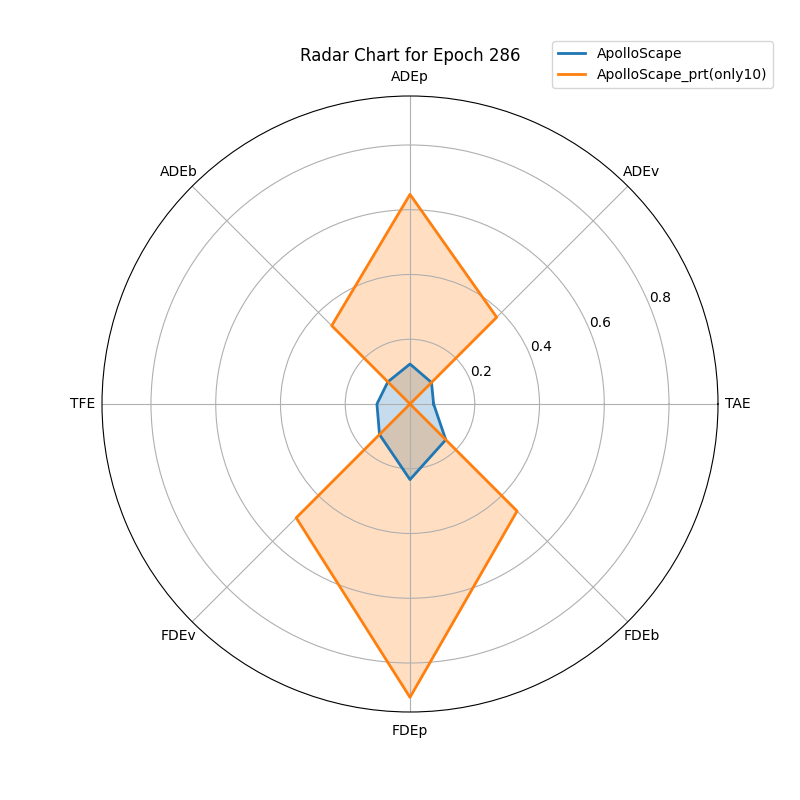 Radar Chart for Epoch 286
ApolloScape
ApolloScape_prt(only10)
ADEp
ADEb
ADEv
0.8
0.6
0.4
0.2
TFE
TAE
FDEv
FDEb
FDEp